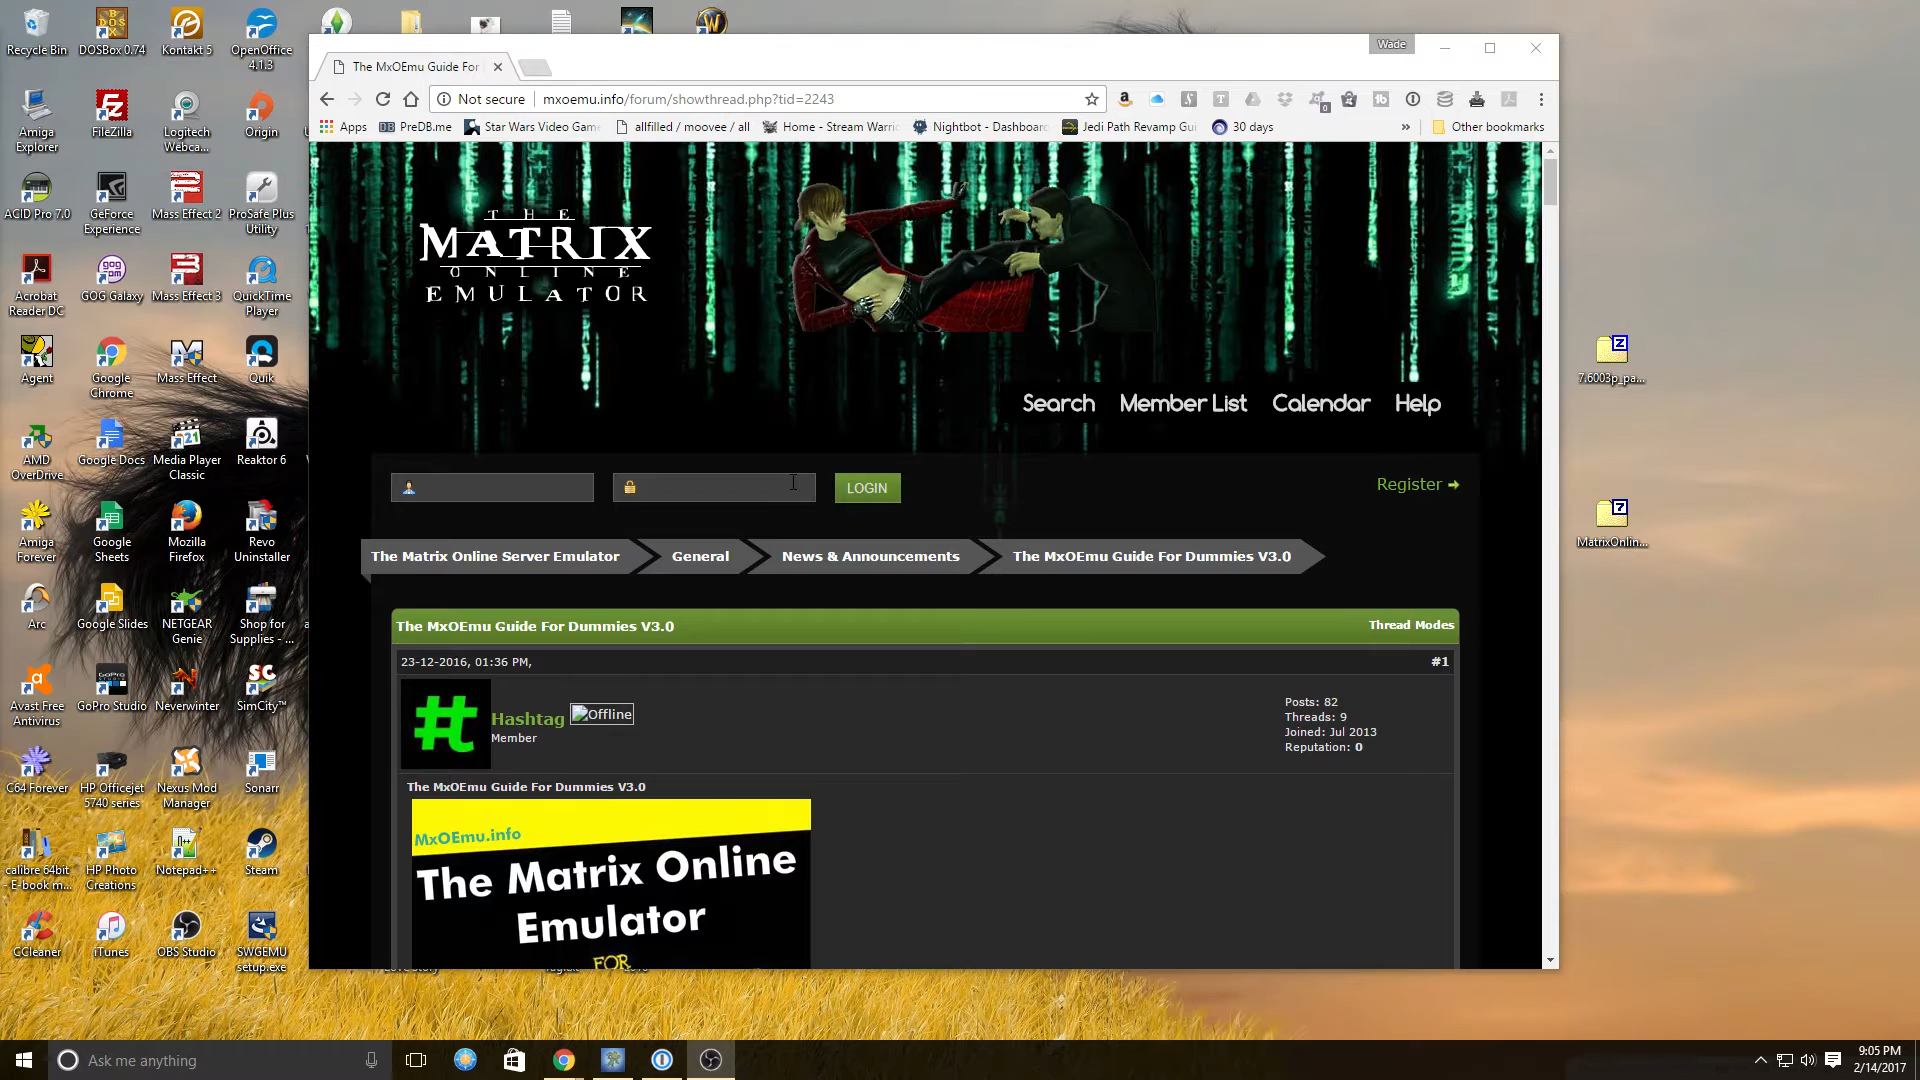 Recycle Bin
DOSBox 0.74
Kontakt 5
OpenOffice 4.1.3
Amiga Explorer
FileZilla
Logitech Webca...
Origin
ACID Pro 7.0
GeForce Experience
Mass Effect 2
ProSafe Plus Utility
Acrobat Reader DC
GOG Galaxy
Mass Effect 3
QuickTime Player
Agent
Google Chrome
Mass Effect
Quik
AMD OverDrive
Google Docs
Media Player Classic
Reaktor 6
Amiga Forever
Google Sheets
Mozilla Firefox
Revo Uninstaller
Arc
Google Slides
NETGEAR Genie
Shop for Supplies - ...
Avast Free Antivirus
GoPro Studio
Neverwinter
SimCity™
C64 Forever
HP Officejet 5740 series
Nexus Mod Manager
Sonarr
calibre 64bit - E-book m...
HP Photo Creations
Notepad++
Steam
CCleaner
iTunes
OBS Studio
SWGEMU setup.exe
Wade
The MxOEmu Guide For
Not secure
mxoemu.info/forum/showthread.php?tid=2243
Apps
PreDB.me
Star Wars Video Game
allfilled / moovee / all
Home - Stream Warrio
Nightbot - Dashboar
Jedi Path Revamp Gui
30 days
»
Other bookmarks
THE
MATRIX
ONLINE
EMULATOR
Search
Member List
Calendar
Help
LOGIN
Register
The Matrix Online Server Emulator
General
News & Announcements
The MxOEmu Guide For Dummies V3.0
The MxOEmu Guide For Dummies V3.0
Thread Modes
23-12-2016, 01:36 PM,
#1
Hashtag
Offline
Member
Posts: 82
Threads: 9
Joined: Jul 2013
Reputation: 0
The MxOEmu Guide For Dummies V3.0
MxOEmu.info
The Matrix Online
Emulator
FOR
7.6003p_pa...
MatrixOnlin...
Ask me anything
9:05 PM
2/14/2017